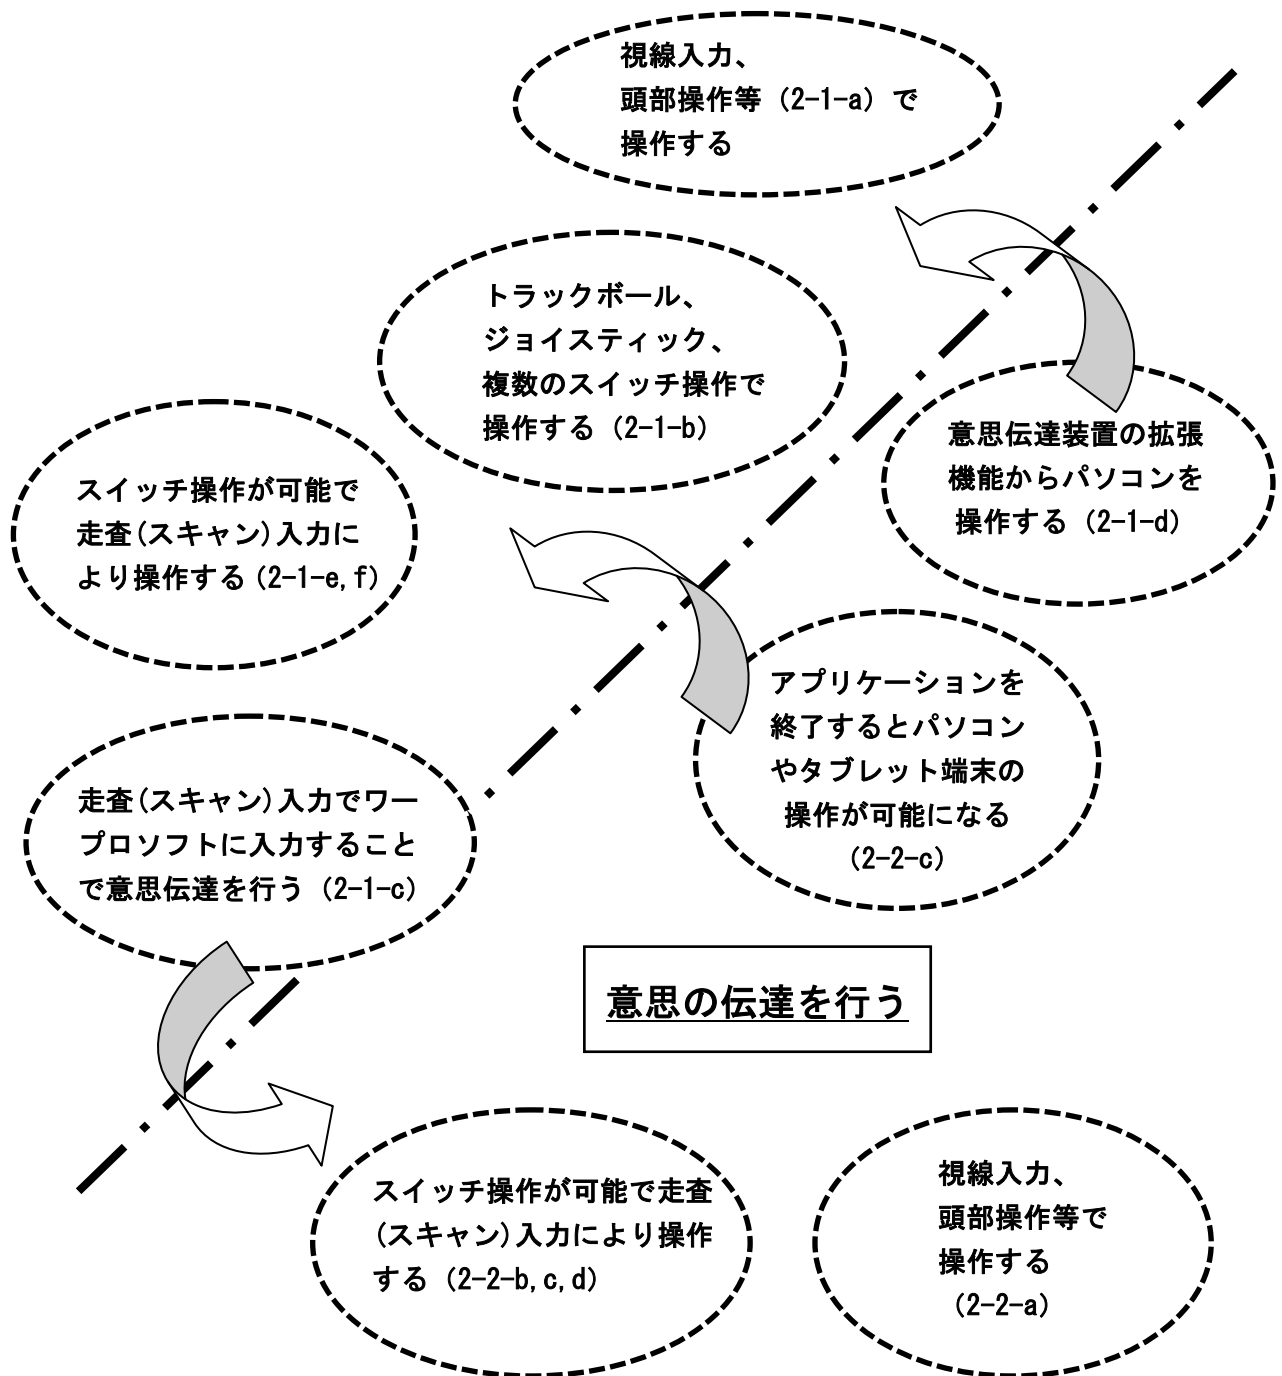 視線入力、
頭部操作等（2-1-a）で
操作する
トラックボール、
ジョイスティック、
複数のスイッチ操作で
操作する（2-1-b）
スイッチ操作が可能で
走査(スキャン)入力に
より操作する(2-1-e,f)
意思伝達装置の拡張
機能からパソコンを
操作する（2-1-d）
アプリケーションを
終了するとパソコン
やタブレット端末の
操作が可能になる
（2-2-c）
走査(スキャン)入力でワー
プロソフトに入力すること
で意思伝達を行う（2-1-c）
意思の伝達を行う
スイッチ操作が可能で走査
(スキャン)入力により操作
する（2-2-b,c,d）
視線入力、
頭部操作等で
操作する
（2-2-a）